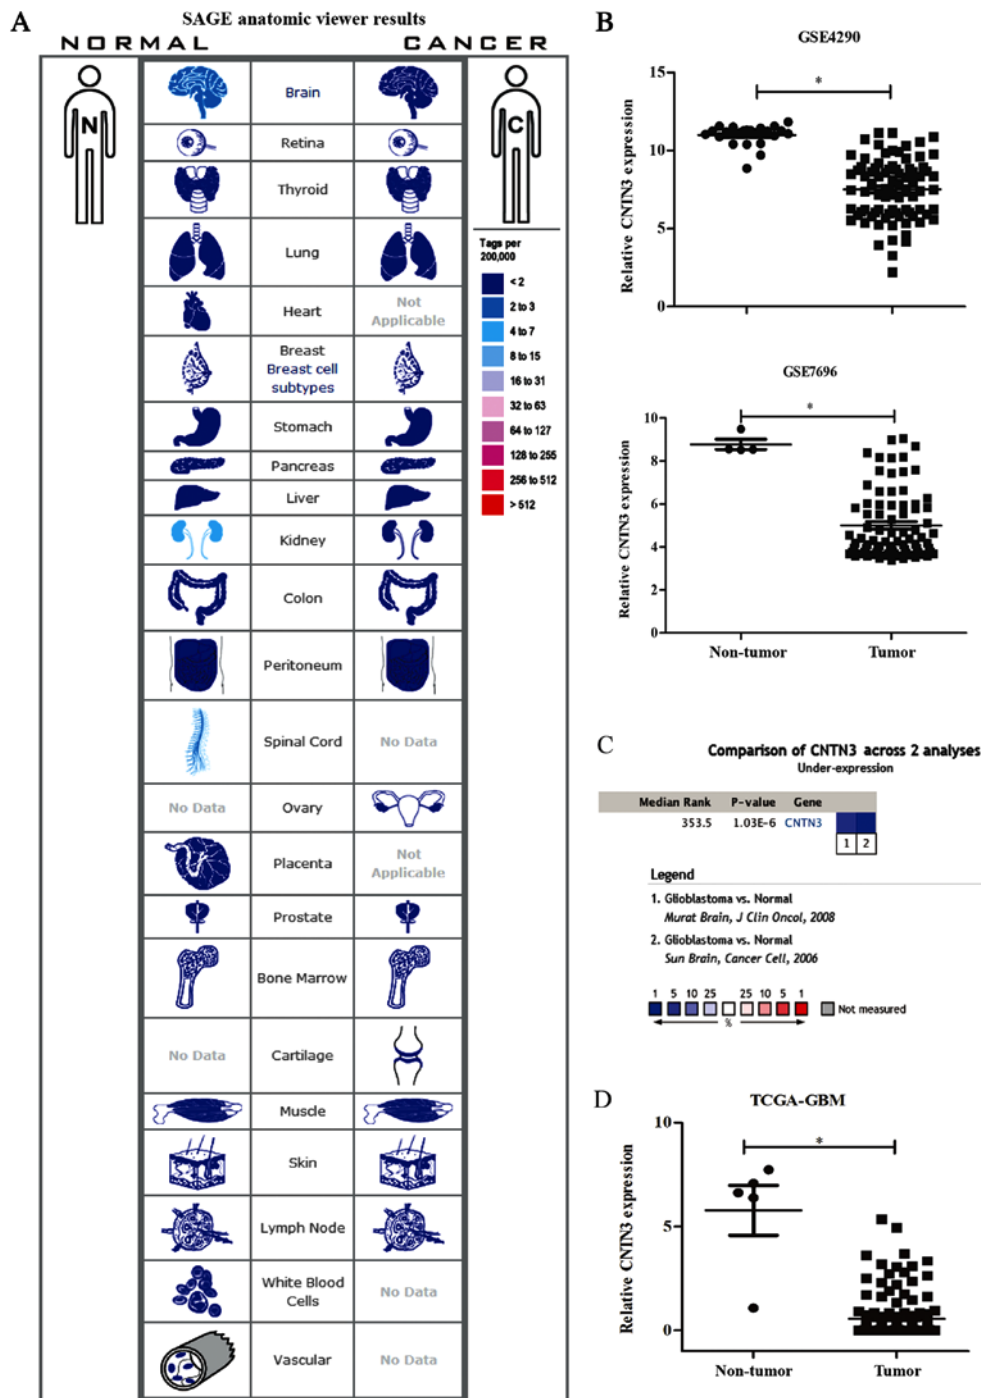 A
SAGE anatomic viewer results
NORMAL
CANCER
N
C
Brain
Retina
Thyroid
Lung
Heart
Not
Applicable
Breast
Breast cell
subtypes
Stomach
Pancreas
Liver
Kidney
Colon
Peritoneum
Spinal Cord
No Data
No Data
Ovary
Placenta
Not
Applicable
Prostate
Bone Marrow
No Data
Cartilage
Muscle
Skin
Lymph Node
White Blood
Cells
No Data
Vascular
No Data
Tags per
200,000
< 2
2 to 3
4 to 7
8 to 15
16 to 31
32 to 63
64 to 127
128 to 255
256 to 512
> 512
B
GSE4290
Relative CNTN3 expression
15
10
5
0
*
GSE7696
Relative CNTN3 expression
10
8
6
4
2
0
*
Non-tumor
Tumor
C
Comparison of CNTN3 across 2 analyses
Under-expression
Median Rank P-value Gene
353.5 1.03E-6 CNTN3
1 2
Legend
1. Glioblastoma vs. Normal
Murat Brain, J Clin Oncol, 2008
2. Glioblastoma vs. Normal
Sun Brain, Cancer Cell, 2006
1 5 10 25 25 10 5 1
Not measured
%
D
TCGA-GBM
Relative CNTN3 expression
10
5
0
*
Non-tumor
Tumor